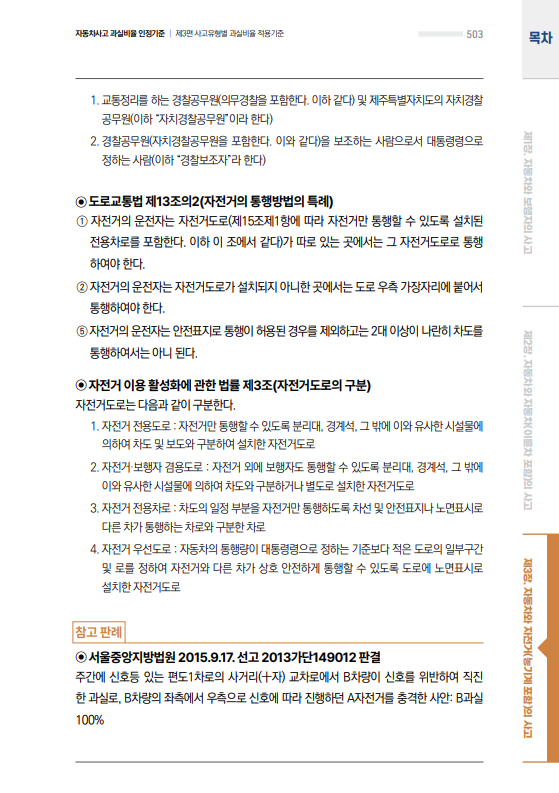 자동차사고 과실비율 인정기준 | 제3편 사고유형별 과실비율 적용기준
503
목차
1. 교통정리를 하는 경찰공무원(의무경찰을 포함한다. 이하 같다) 및 제주특별자치도의 자치경찰
공무원(이하 “자치경찰공무원”이라 한다)
2. 경찰공무원(자치경찰공무원을 포함한다. 이와 같다)을 보조하는 사람으로서 대통령령으로
정하는 사람(이하 “경찰보조자”라 한다)
◉ 도로교통법 제13조의2(자전거의 통행방법의 특례)
① 자전거의 운전자는 자전거도로(제15조제1항에 따라 자전거만 통행할 수 있도록 설치된
전용차로를 포함한다. 이하 이 조에서 같다)가 따로 있는 곳에서는 그 자전거도로로 통행
하여야 한다.
② 자전거의 운전자는 자전거도로가 설치되지 아니한 곳에서는 도로 우측 가장자리에 붙어서
통행하여야 한다.
⑤ 자전거의 운전자는 안전표지로 통행이 허용된 경우를 제외하고는 2대 이상이 나란히 차도를
통행하여서는 아니 된다.
◉ 자전거 이용 활성화에 관한 법률 제3조(자전거도로의 구분)
자전거도로는 다음과 같이 구분한다.
1. 자전거 전용도로 : 자전거만 통행할 수 있도록 분리대, 경계석, 그 밖에 이와 유사한 시설물에
의하여 차도 및 보도와 구분하여 설치한 자전거도로
2. 자전거·보행자 겸용도로 : 자전거 외에 보행자도 통행할 수 있도록 분리대, 경계석, 그 밖에
이와 유사한 시설물에 의하여 차도와 구분하거나 별도로 설치한 자전거도로
3. 자전거 전용차로 : 차도의 일정 부분을 자전거만 통행하도록 차선 및 안전표지나 노면표시로
다른 차가 통행하는 차로와 구분한 차로
4. 자전거 우선도로 : 자동차의 통행량이 대통령령으로 정하는 기준보다 적은 도로의 일부구간
및 로를 정하여 자전거와 다른 차가 상호 안전하게 통행할 수 있도록 도로에 노면표시로
설치한 자전거도로
참고 판례
◉ 서울중앙지방법원 2015.9.17. 선고 2013가단149012 판결
주간에 신호등 있는 편도1차로의 사거리(十자) 교차로에서 B차량이 신호를 위반하여 직진
한 과실로, B차량의 좌측에서 우측으로 신호에 따라 진행하던 A자전거를 충격한 사안: B과실
100%
제1장. 자동차와 보행자의 사고
제2장. 자동차와 자동차(이륜차 포함)의 사고
제3장. 자동차와 자전거(농기계 포함)의 사고